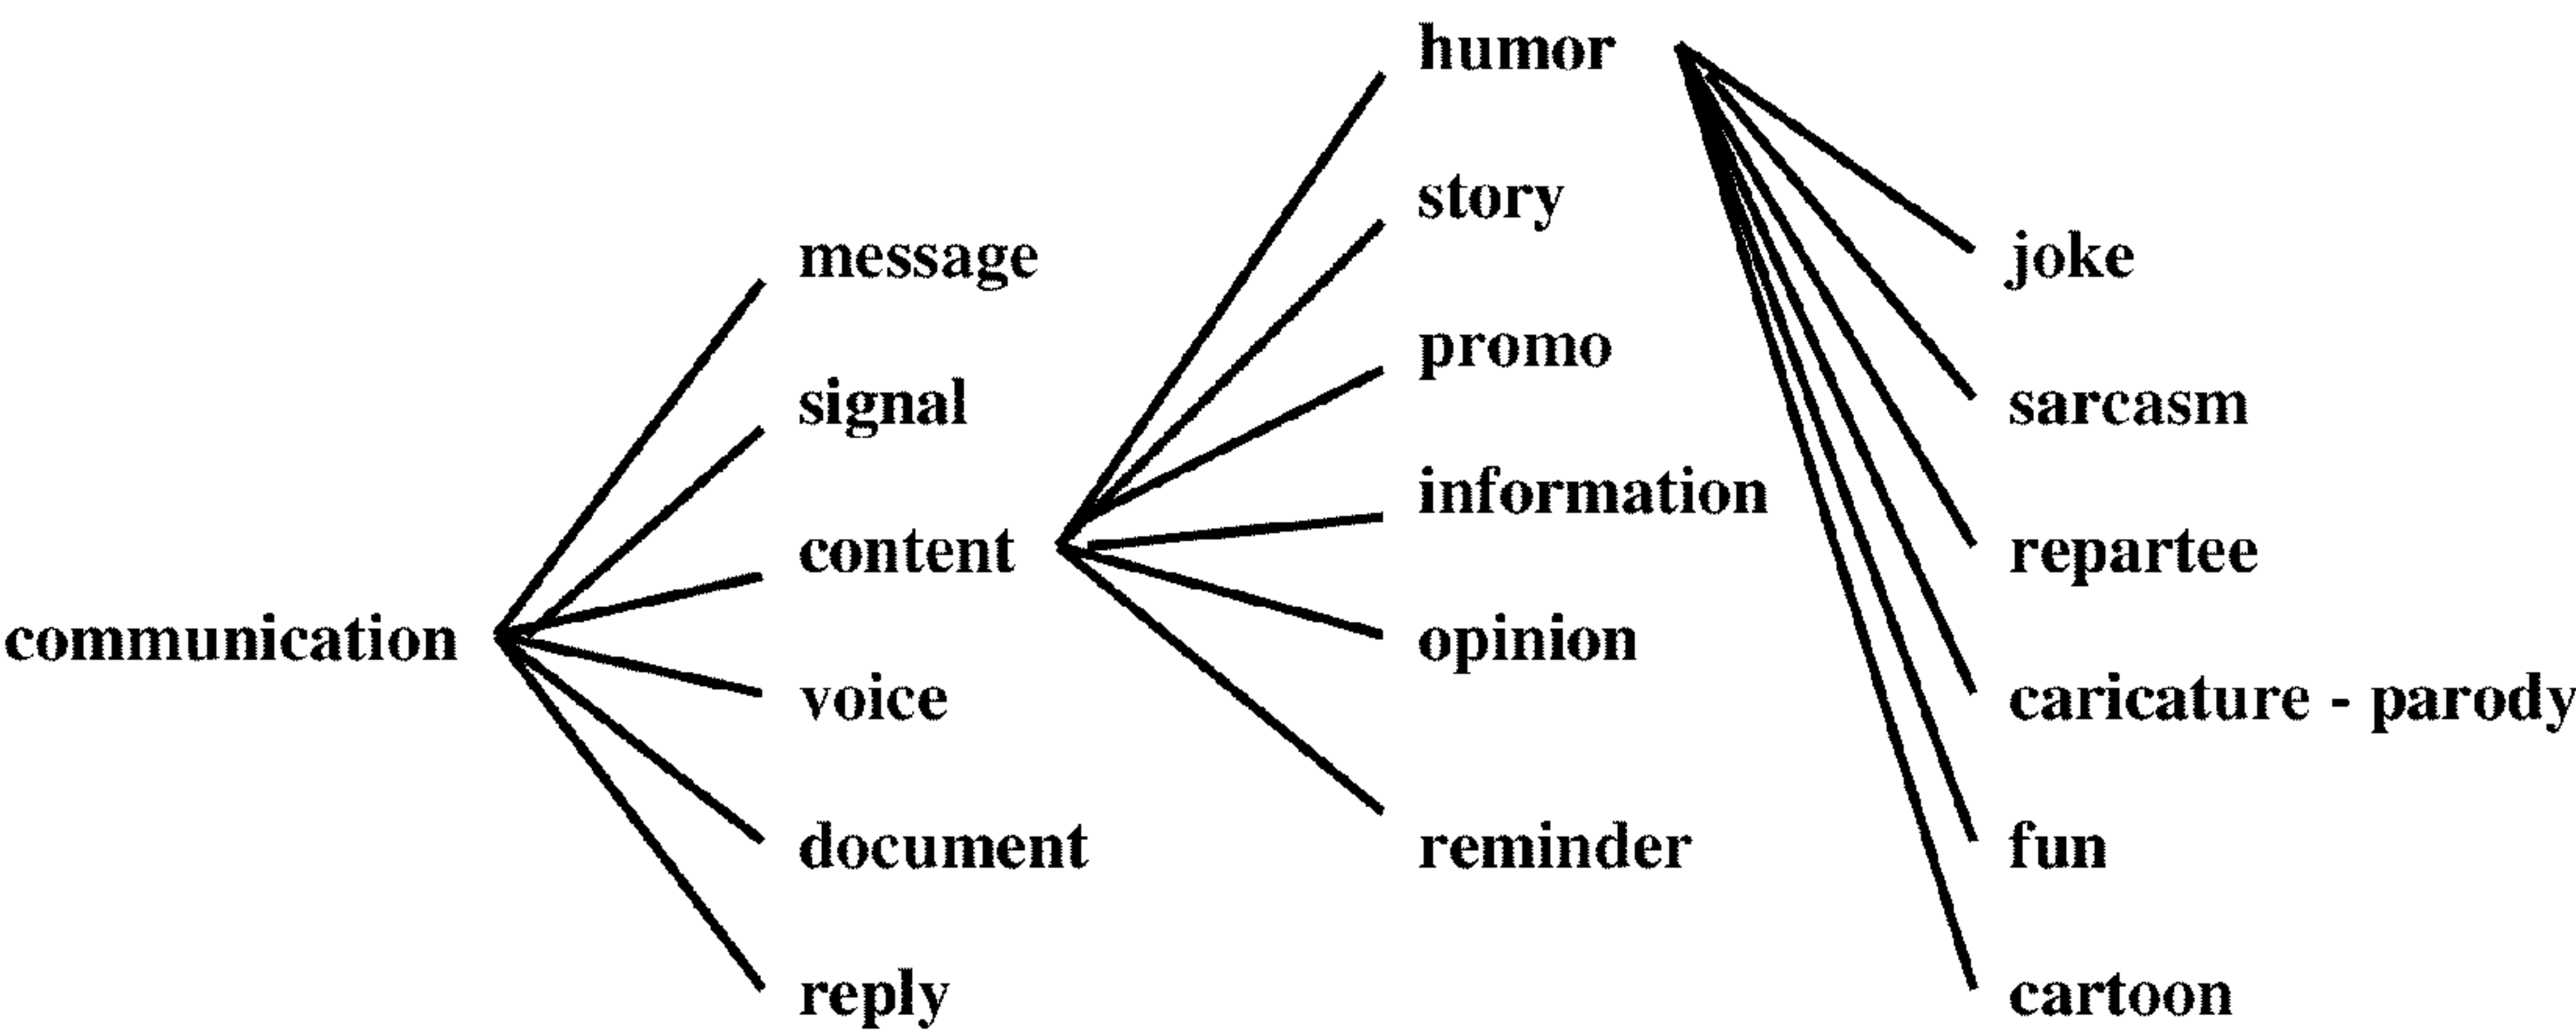 communication
message
signal
content
voice
document
reply
humor
story
promo
information
opinion
reminder
joke
sarcasm
repartee
caricature - parody
fun
cartoon